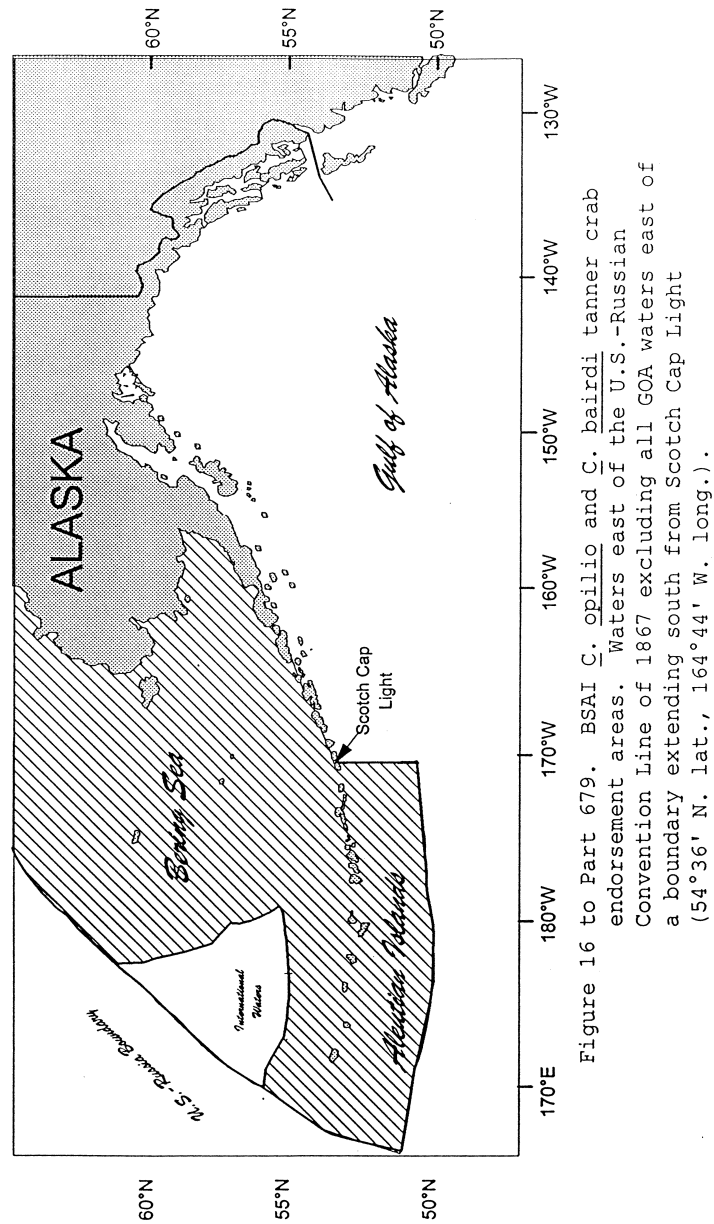 60°N
55°N
50°N
ALASKA
Bering Sea
Gulf of Alaska
Scotch Cap
Light
Aleutian Islands
International
Waters
U.S.-Russia Boundary
60°N
55°N
50°N
170°E
180°W
170°W
160°W
150°W
140°W
130°W
Figure 16 to Part 679. BSAI C. opilio and C. bairdi tanner crab
endorsement areas. Waters east of the U.S.-Russian
Convention Line of 1867 excluding all GOA waters east of
a boundary extending south from Scotch Cap Light
(54°36' N. lat., 164°44' W. long.).